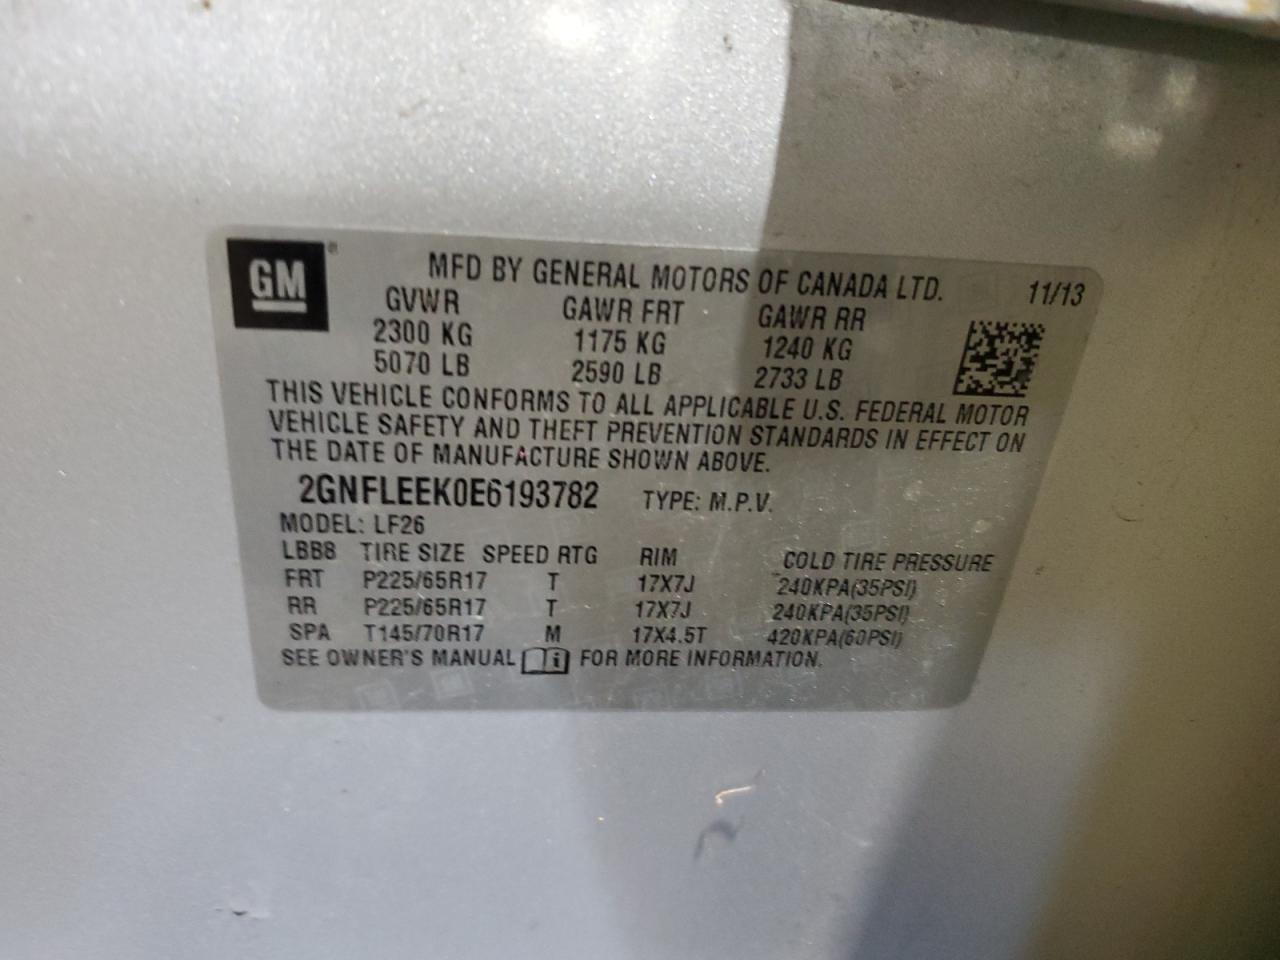 GM ®
MFD BY GENERAL MOTORS OF CANADA LTD. 11/13
GVWR GAWR FRT GAWR RR
2300 KG 1175 KG 1240 KG
5070 LB 2590 LB 2733 LB
THIS VEHICLE CONFORMS TO ALL APPLICABLE U.S. FEDERAL MOTOR
VEHICLE SAFETY AND THEFT PREVENTION STANDARDS IN EFFECT ON
THE DATE OF MANUFACTURE SHOWN ABOVE.
2GNFLEEK0E6193782 TYPE: M.P.V.
MODEL: LF26
LBB8 TIRE SIZE SPEED RTG RIM COLD TIRE PRESSURE
FRT P225/65R17 T 17X7J 240KPA(35PSI)
RR P225/65R17 T 17X7J 240KPA(35PSI)
SPA T145/70R17 M 17X4.5T 420KPA(60PSI)
SEE OWNER'S MANUAL i FOR MORE INFORMATION.